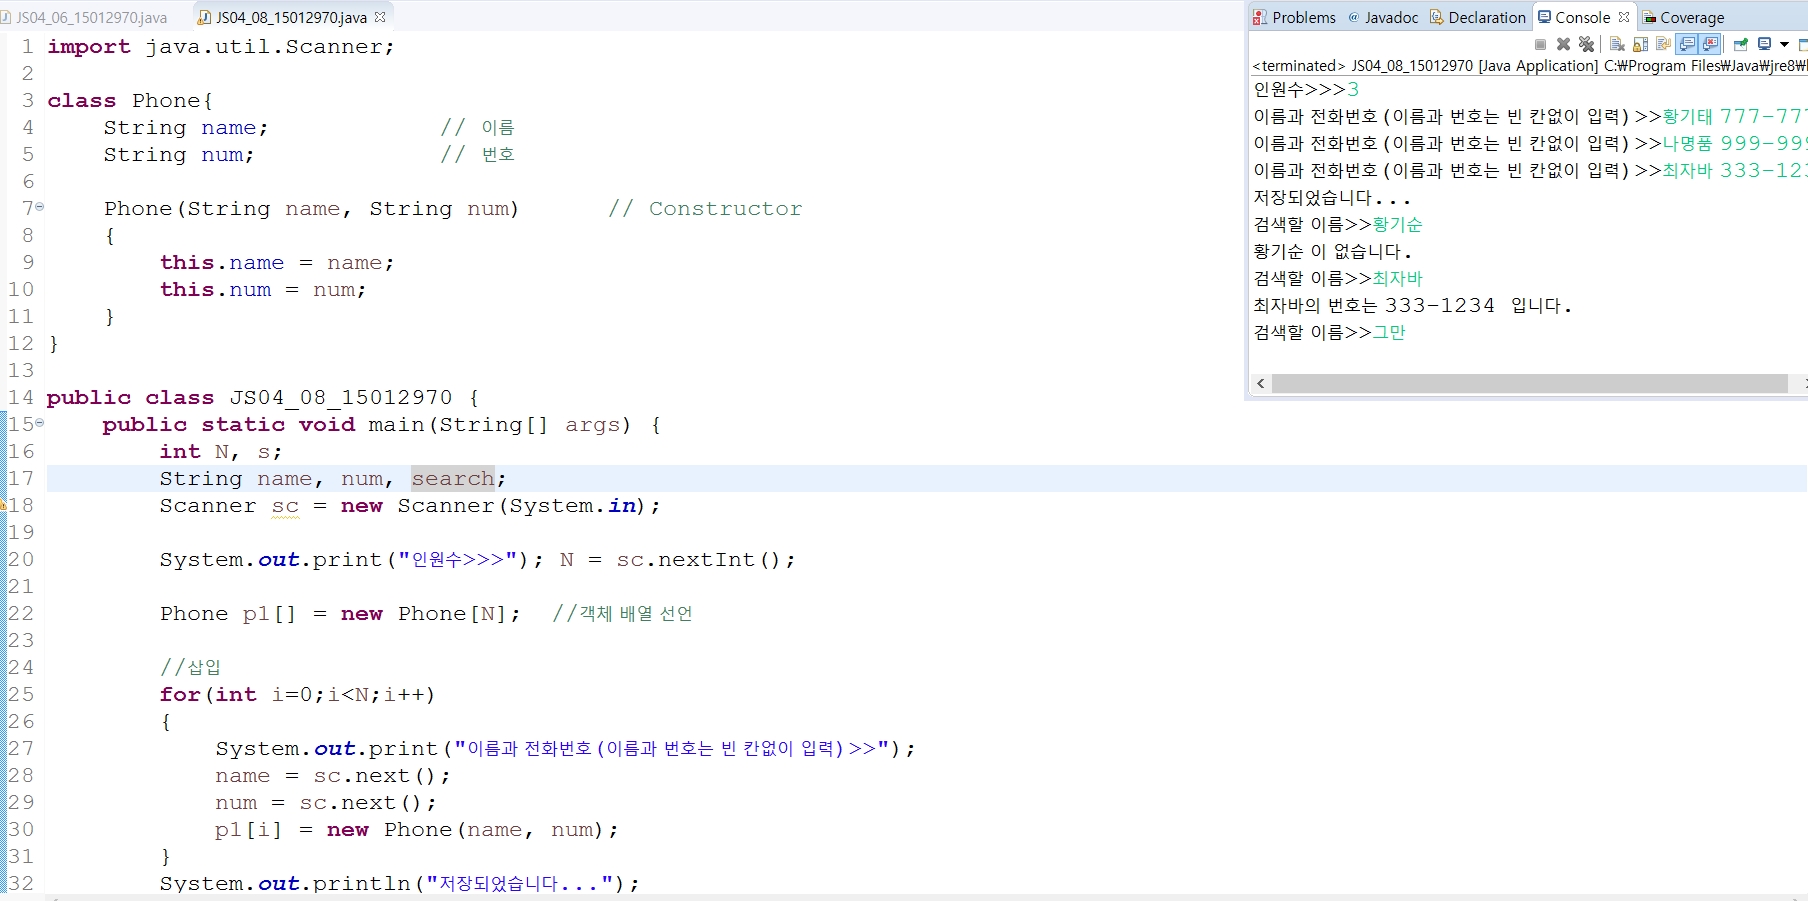 JS04_06_15012970.java
JS04_08_15012970.java
1 import java.util.Scanner;
2
3 class Phone{
4 String name; // 이름
5 String num; // 번호
6
7 Phone(String name, String num) // Constructor
8 {
9 this.name = name;
10 this.num = num;
11 }
12 }
13
14 public class JS04_08_15012970 {
15 public static void main(String[] args) {
16 int N, s;
17 String name, num, search;
18 Scanner sc = new Scanner(System.in);
19
20 System.out.print("인원수>>>"); N = sc.nextInt();
21
22 Phone p1[] = new Phone[N]; //객체 배열 선언
23
24 //삽입
25 for(int i=0;i<N;i++)
26 {
27 System.out.print("이름과 전화번호(이름과 번호는 빈 칸없이 입력)>>");
28 name = sc.next();
29 num = sc.next();
30 p1[i] = new Phone(name, num);
31 }
32 System.out.println("저장되었습니다...");
Problems @ Javadoc Declaration Console Coverage
<terminated> JS04_08_15012970 [Java Application] C:₩Program Files₩Java₩jre8₩
인원수>>>3
이름과 전화번호(이름과 번호는 빈 칸없이 입력)>>황기태 777-777
이름과 전화번호(이름과 번호는 빈 칸없이 입력)>>나명품 999-999
이름과 전화번호(이름과 번호는 빈 칸없이 입력)>>최자바 333-123
저장되었습니다...
검색할 이름>>황기순
황기순 이 없습니다.
검색할 이름>>최자바
최자바의 번호는 333-1234 입니다.
검색할 이름>>그만